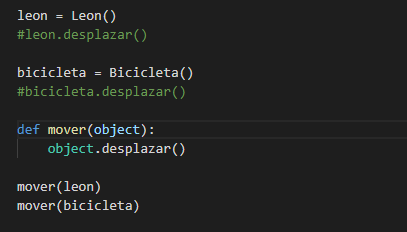 leon = Leon()
#leon.desplazar()
bicicleta = Bicicleta()
#bicicleta.desplazar()
def mover(object):
    object.desplazar()
mover(leon)
mover(bicicleta)